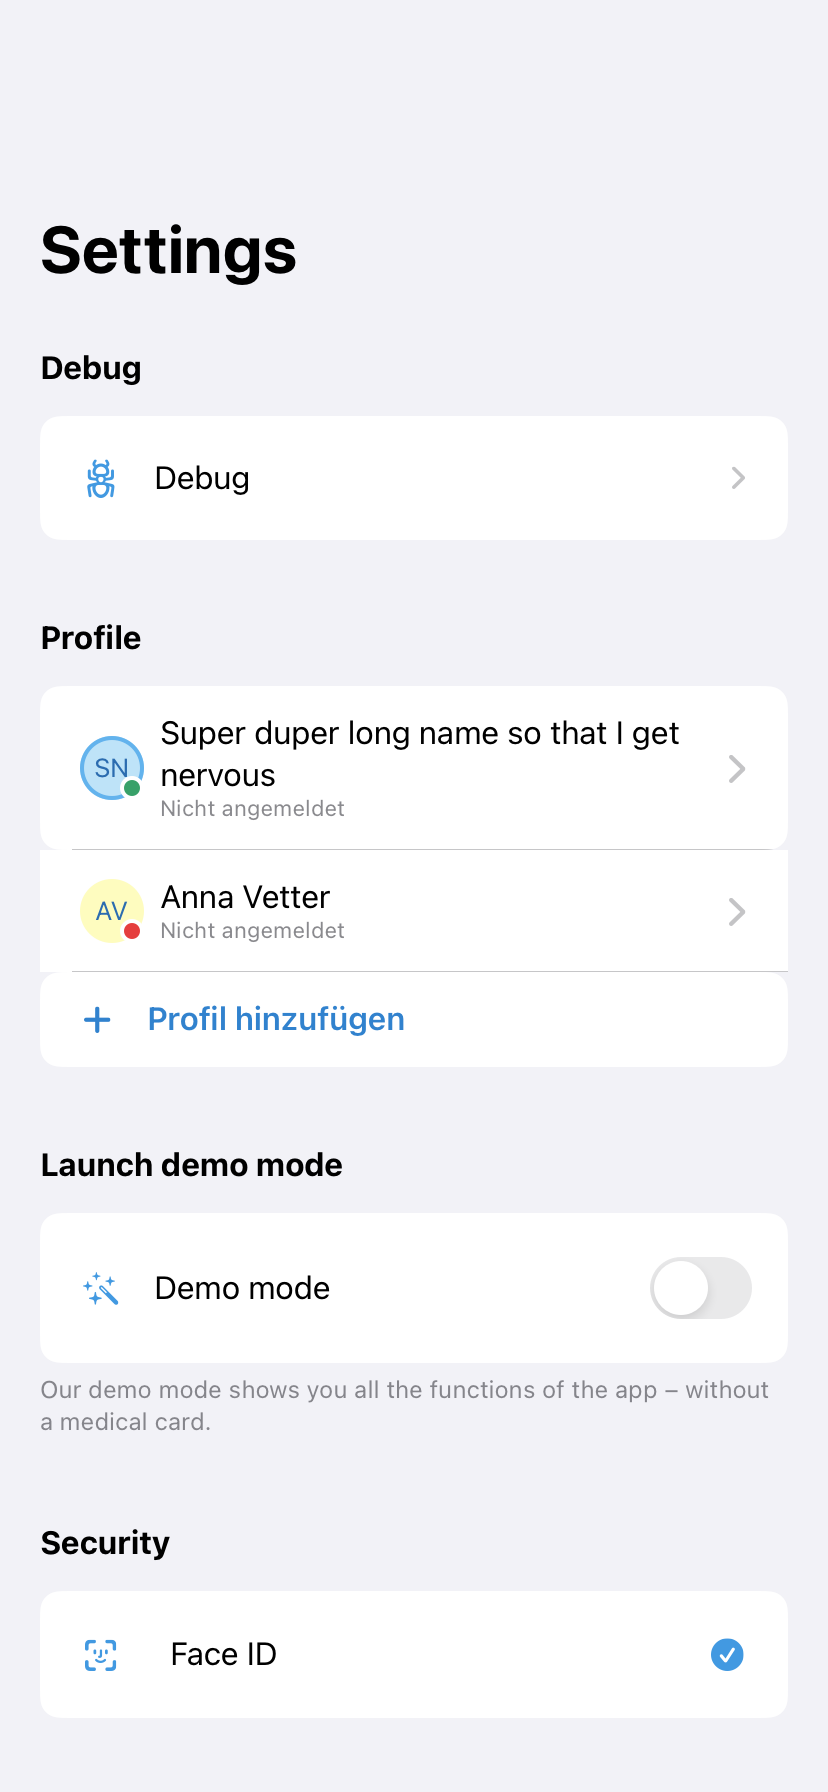 Settings
Debug
Debug
Profile
SN
Super duper long name so that I get
nervous
Nicht angemeldet
AV
Anna Vetter
Nicht angemeldet
Profil hinzufügen
Launch demo mode
Demo mode
Our demo mode shows you all the functions of the app – without
a medical card.
Security
Face ID